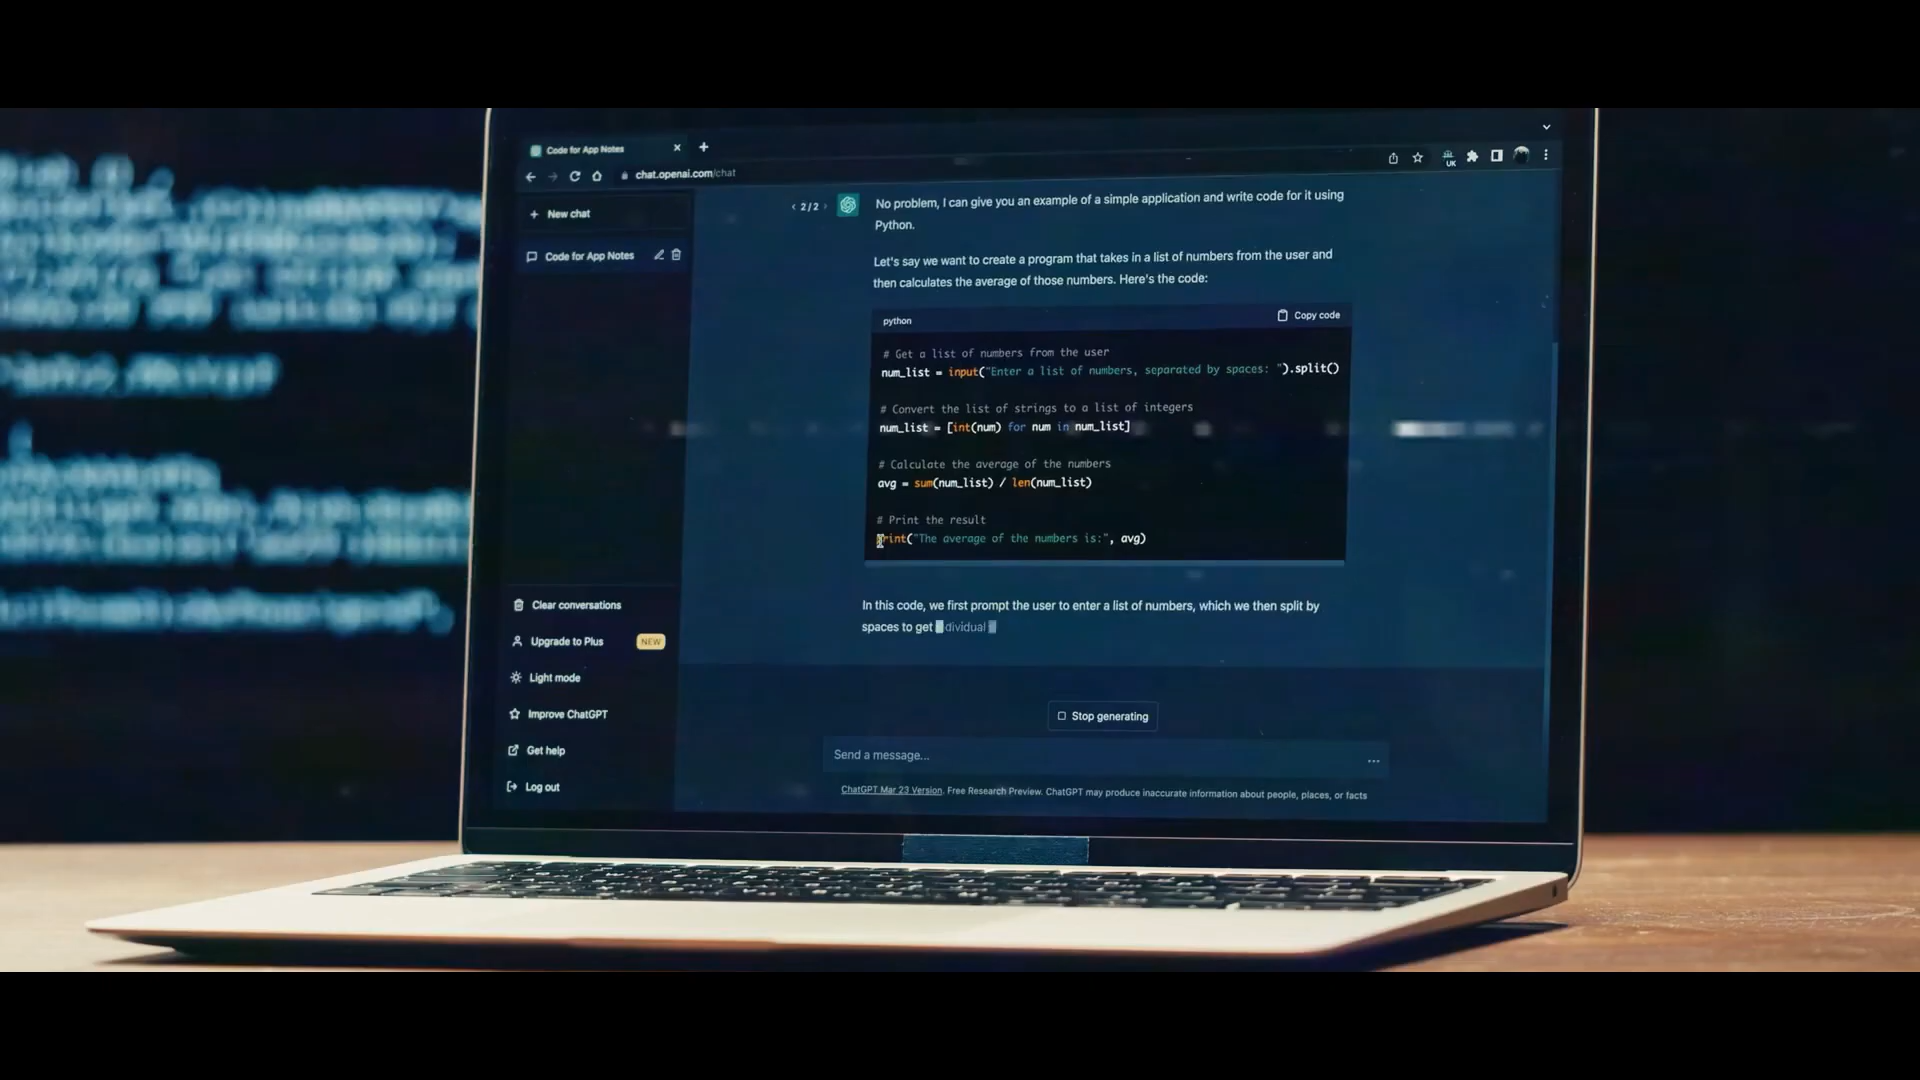 Code for App Notes
chat.openai.com/chat
UK
New chat
Code for App Notes
Clear conversations
Upgrade to Plus NEW
Light mode
Improve ChatGPT
Get help
Log out
< 2/2 >
No problem, I can give you an example of a simple application and write code for it using
Python.
Let's say we want to create a program that takes in a list of numbers from the user and
then calculates the average of those numbers. Here's the code:
python Copy code
# Get a list of numbers from the user
num_list = input("Enter a list of numbers, separated by spaces: ").split()
# Convert the list of strings to a list of integers
num_list = [int(num) for num in num_list]
# Calculate the average of the numbers
avg = sum(num_list) / len(num_list)
# Print the result
print("The average of the numbers is:", avg)
In this code, we first prompt the user to enter a list of numbers, which we then split by
spaces to get dividual
Stop generating
Send a message...
ChatGPT Mar 23 Version. Free Research Preview. ChatGPT may produce inaccurate information about people, places, or facts